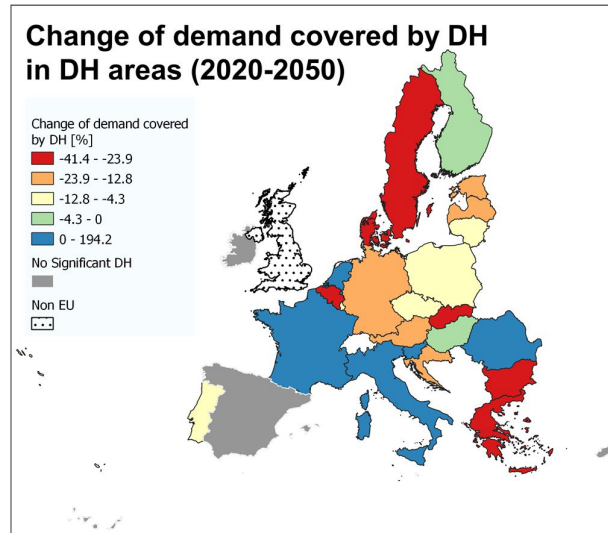 Change of demand covered by DH
in DH areas (2020-2050)
Change of demand covered
by DH [%]
-41.4 - -23.9
-23.9 - -12.8
-12.8 - -4.3
-4.3 - 0
0 - 194.2
No Significant DH
Non EU